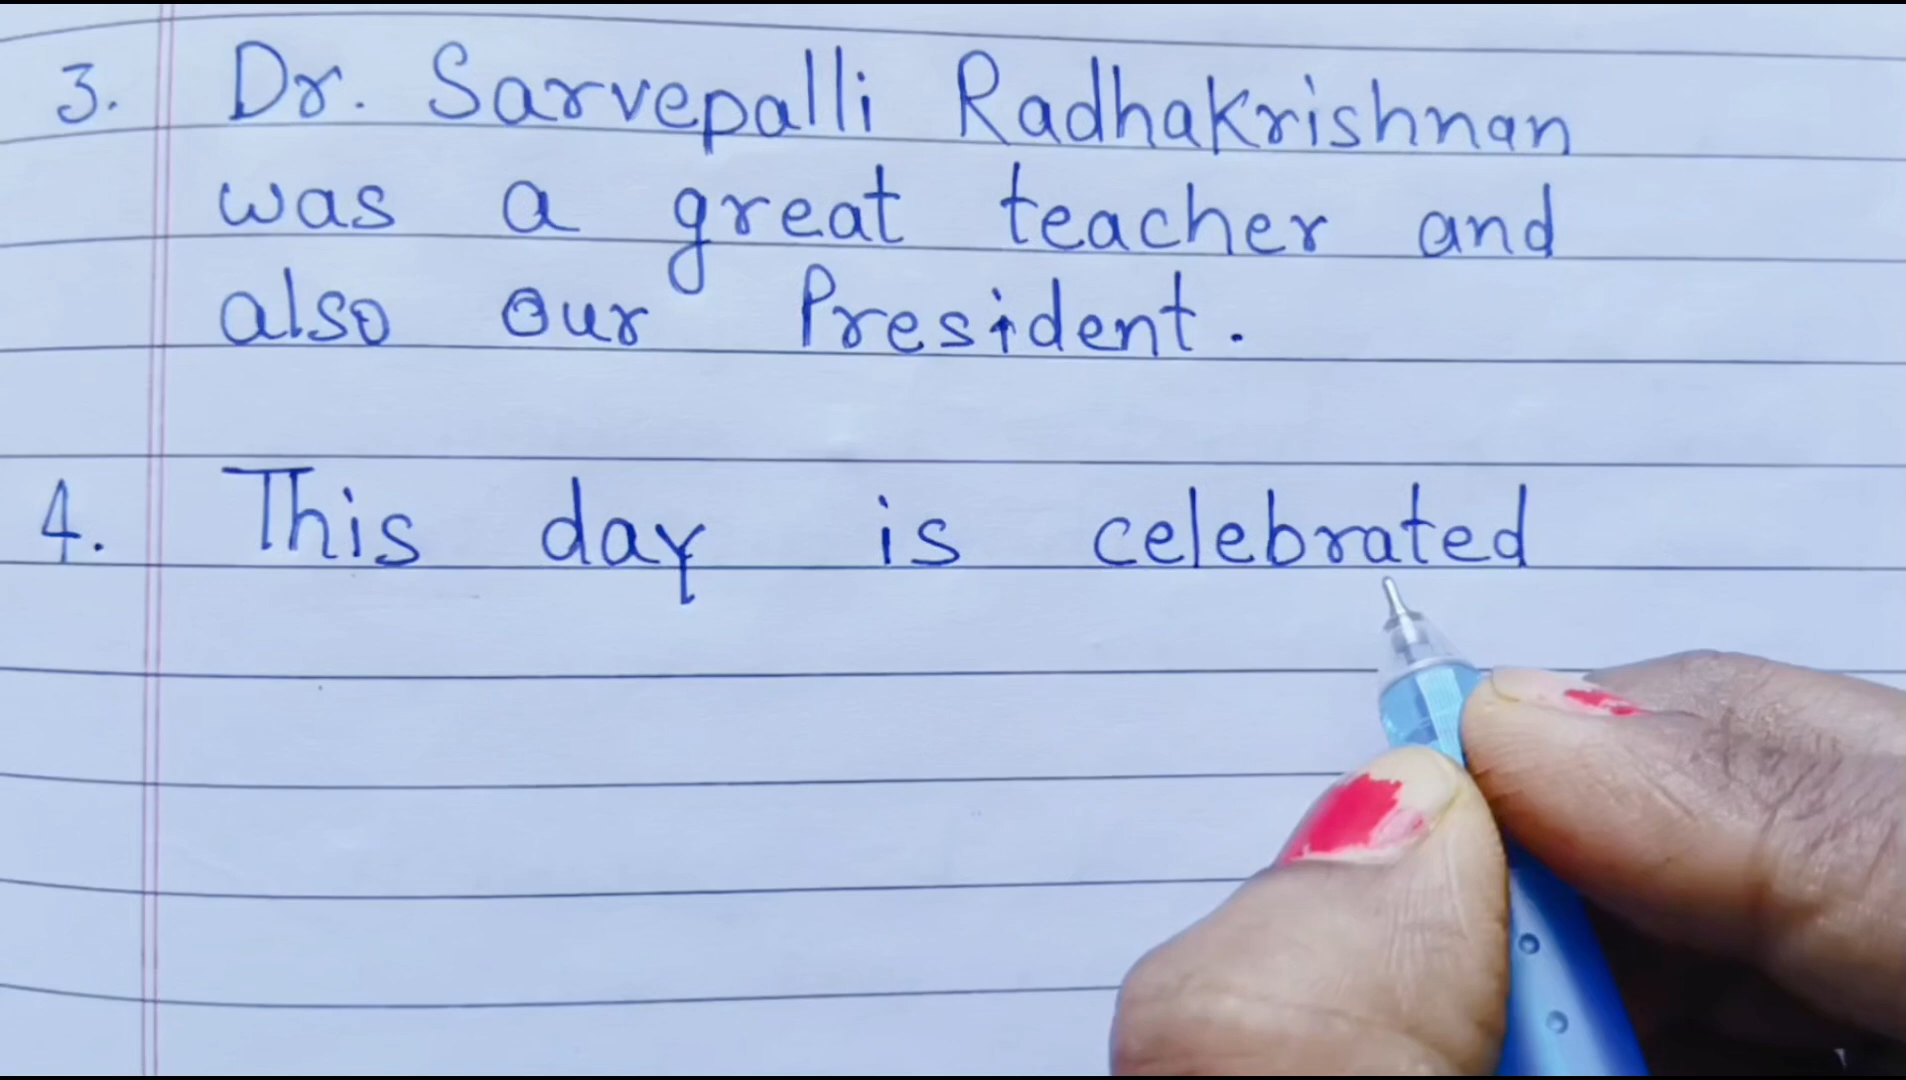 3. Dr. Sarvepalli Radhakrishnan
was a great teacher and
also our President.
4. This day is celebrated